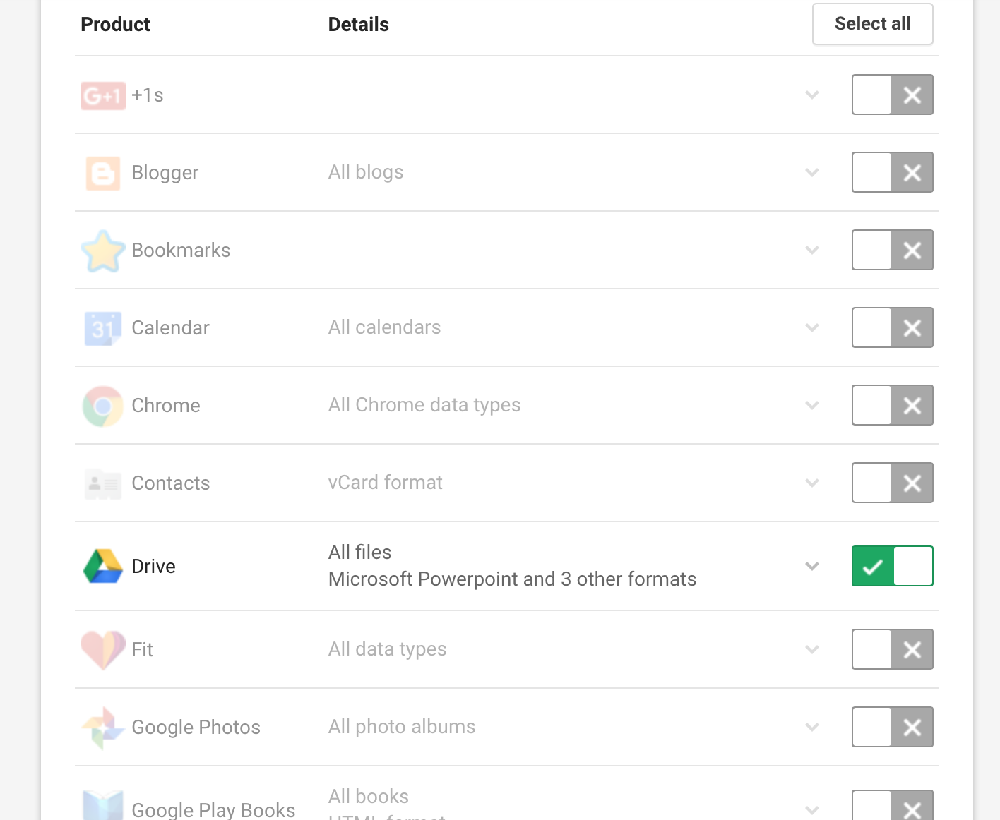 Product Details Select all
G+1 +1s
Blogger All blogs
Bookmarks
31 Calendar All calendars
Chrome All Chrome data types
Contacts vCard format
Drive All files
Microsoft Powerpoint and 3 other formats
Fit All data types
Google Photos All photo albums
Google Play Books All books
HTML format